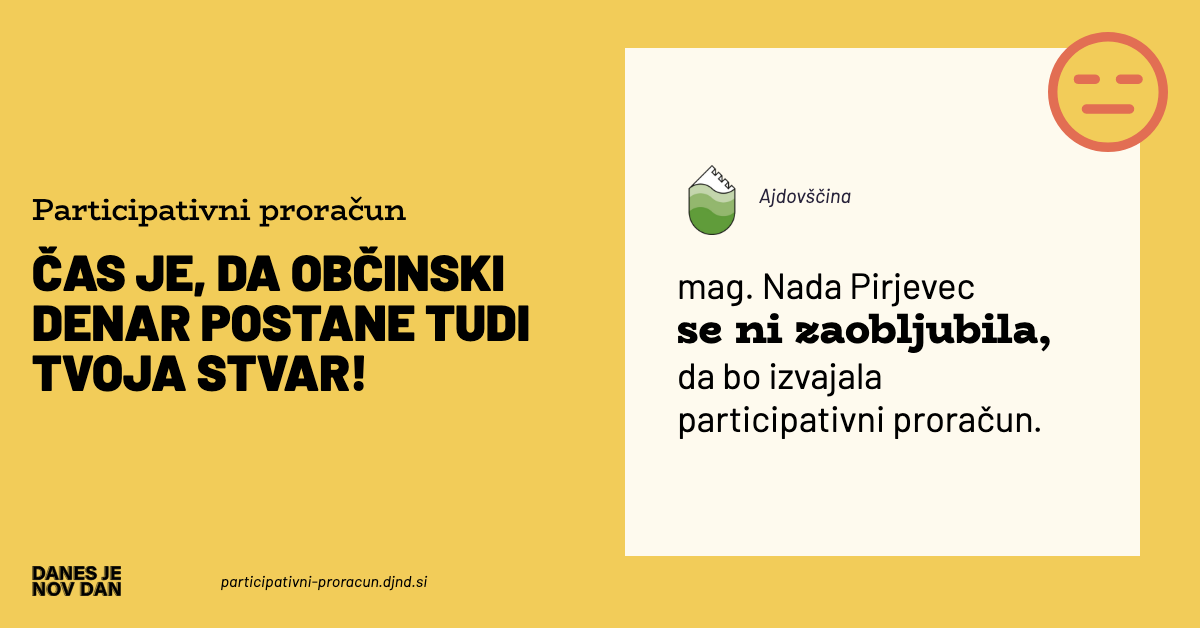 Participativni proračun
ČAS JE, DA OBČINSKI
DENAR POSTANE TUDI
TVOJA STVAR!
DANES JE
NOV DAN
participativni-proracun.djnd.si
Ajdovščina
mag. Nada Pirjevec
se ni zaobljubila,
da bo izvajala
participativni proračun.